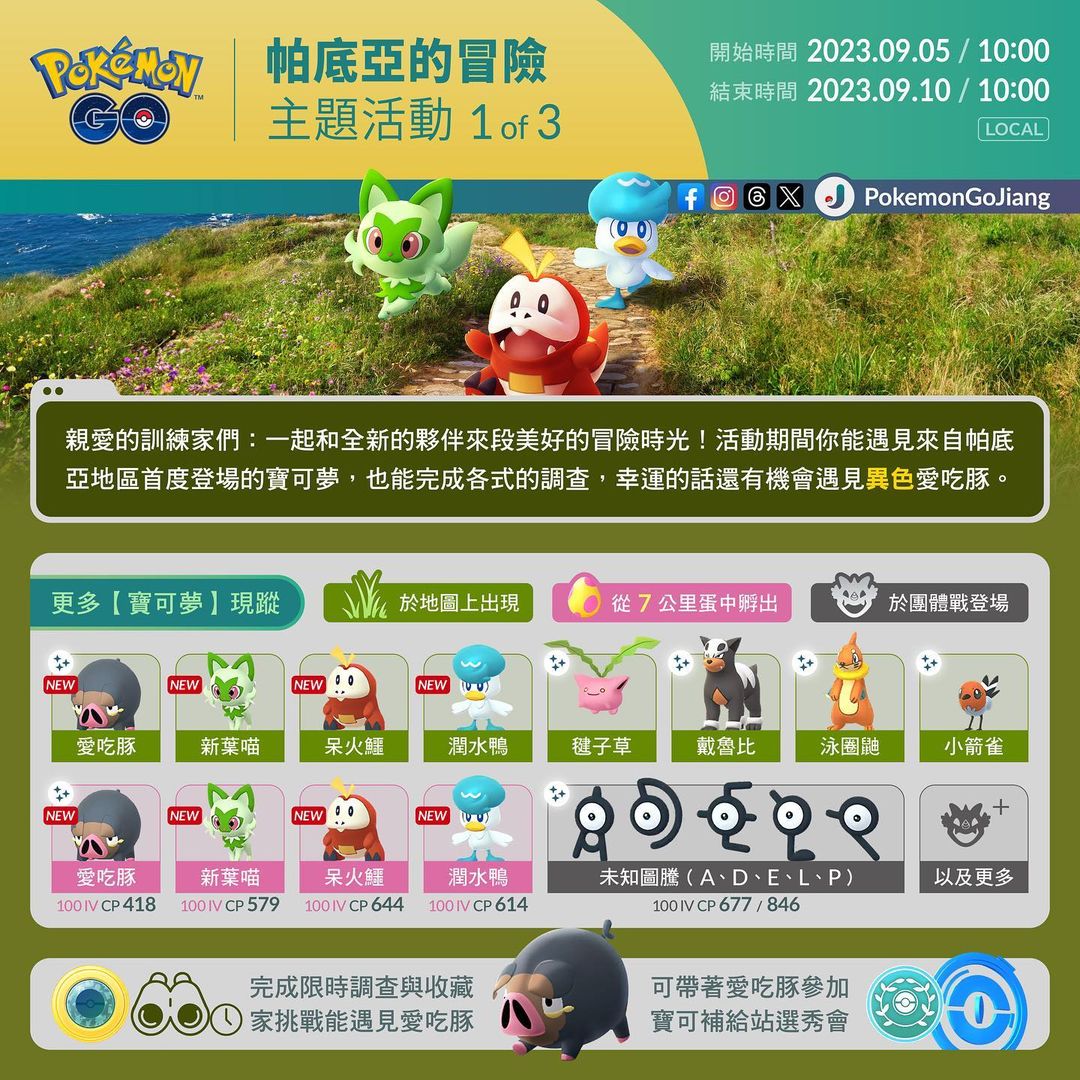 POKÉMON
GO
TM
帕底亞的冒險
主題活動 1 of 3
開始時間 2023.09.05 / 10:00
結束時間 2023.09.10 / 10:00
LOCAL
PokemonGoJiang
親愛的訓練家們：一起和全新的夥伴來段美好的冒險時光！活動期間你能遇見來自帕底
亞地區首度登場的寶可夢，也能完成各式的調查，幸運的話還有機會遇見異色愛吃豚。
更多【寶可夢】現蹤
於地圖上出現
從 7 公里蛋中孵出
於團體戰登場
NEW NEW NEW NEW
愛吃豚 新葉喵 呆火鱷 潤水鴨 毽子草 戴魯比 泳圈鼬 小箭雀
NEW NEW NEW NEW
愛吃豚 新葉喵 呆火鱷 潤水鴨 未知圖騰（A、D、E、L、P） 以及更多
100 IV CP 418 100 IV CP 579 100 IV CP 644 100 IV CP 614 100 IV CP 677 / 846
完成限時調查與收藏
家挑戰能遇見愛吃豚
可帶著愛吃豚參加
寶可補給站選秀會